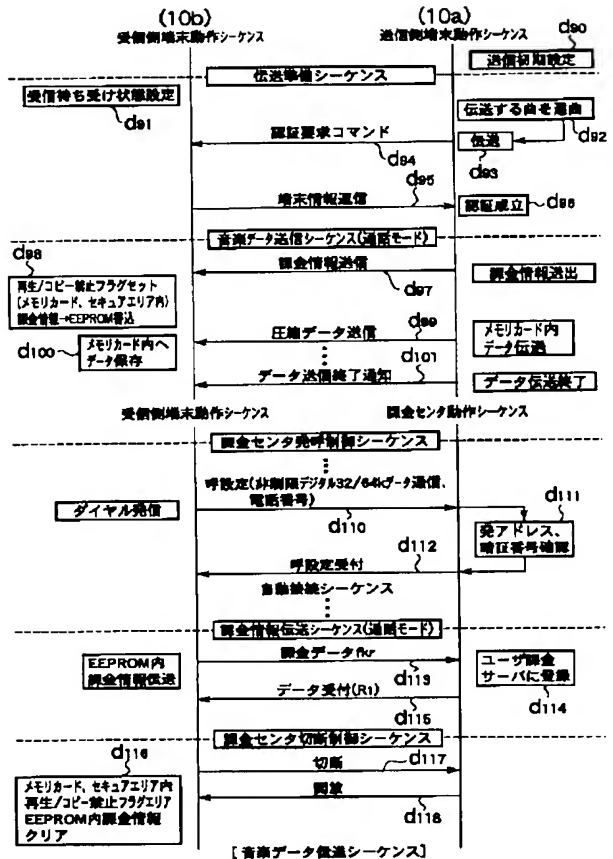 (10b)
(10a)
受信側端末動作シーケンス
送信側端末動作シーケンス
d90
送信初期設定
伝送準備シーケンス
受信待ち受け状態設定
d91
伝送する曲を選曲
d92
認証要求コマンド
d94
伝送
d93
d95
端末情報返信
認証成立
d96
音楽データ送信シーケンス(通話モード)
d98
再生/コピー禁止フラグセット
(メモリカード、セキュアエリア内)
課金情報→EEPROM書込
課金情報送信
d97
課金情報送出
d99
圧縮データ送信
メモリカード内
データ伝送
d100
メモリカード内へ
データ保存
d101
データ送信終了通知
データ伝送終了
受信側端末動作シーケンス
課金センタ動作シーケンス
課金センタ発呼制御シーケンス
呼設定(非制限デジタル32/64kデータ通信、
電話番号)
ダイヤル発信
d110
d111
発アドレス、
暗証番号確認
d112
呼設定受付
自動接続シーケンス
課金情報伝送シーケンス(通話モード)
EEPROM内
課金情報伝送
課金データfkr
d113
ユーザ課金
サーバに登録
d114
データ受付(R1)
d115
課金センタ切断制御シーケンス
d116
切断
d117
メモリカード、セキュアエリア内
再生/コピー禁止フラグエリア
EEPROM内課金情報
クリア
開放
d118
[音楽データ伝送シーケンス]